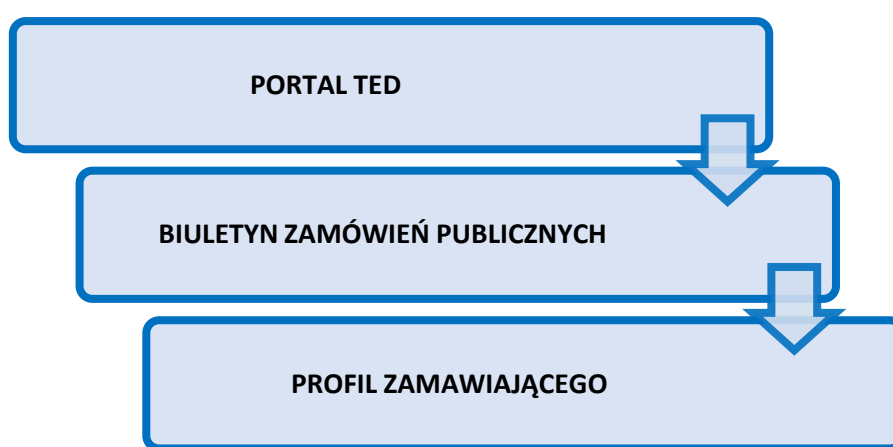 PORTAL TED
BIULETYN ZAMÓWIEŃ PUBLICZNYCH
PROFIL ZAMAWIAJĄCEGO